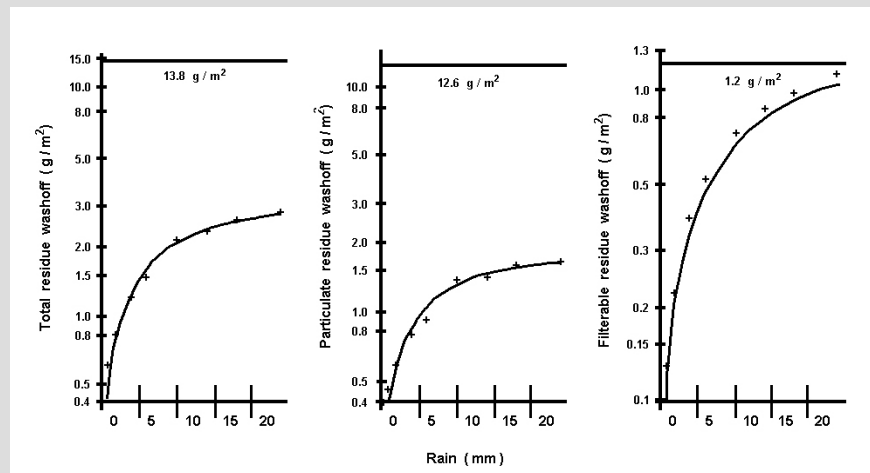 Total residue washoff ( g / m²)
15.0
10.0
8.0
5.0
3.0
2.0
1.5
1.0
0.8
0.5
0.4
13.8 g / m²
0 5 10 15 20
Particulate residue washoff ( g / m²)
10.0
8.0
5.0
3.0
2.0
1.5
1.0
0.8
0.5
0.4
12.6 g / m²
0 5 10 15 20
Filterable residue washoff ( g / m²)
1.3
1.0
0.8
0.5
0.3
0.2
0.15
0.1
1.2 g / m²
0 5 10 15 20
Rain ( mm )